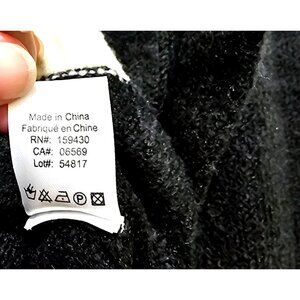 Made in China
Fabriqué en Chine
RN#: 159430
CA#: 06569
Lot#: 54817